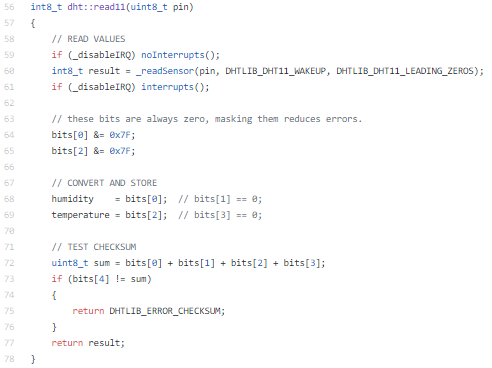 56 int8_t dht::read11(uint8_t pin)
57 {
58     // READ VALUES
59     if (_disableIRQ) noInterrupts();
60     int8_t result = _readSensor(pin, DHTLIB_DHT11_WAKEUP, DHTLIB_DHT11_LEADING_ZEROS);
61     if (_disableIRQ) interrupts();
62
63     // these bits are always zero, masking them reduces errors.
64     bits[0] &= 0x7F;
65     bits[2] &= 0x7F;
66
67     // CONVERT AND STORE
68     humidity    = bits[0];  // bits[1] == 0;
69     temperature = bits[2];  // bits[3] == 0;
70
71     // TEST CHECKSUM
72     uint8_t sum = bits[0] + bits[1] + bits[2] + bits[3];
73     if (bits[4] != sum)
74     {
75         return DHTLIB_ERROR_CHECKSUM;
76     }
77     return result;
78 }